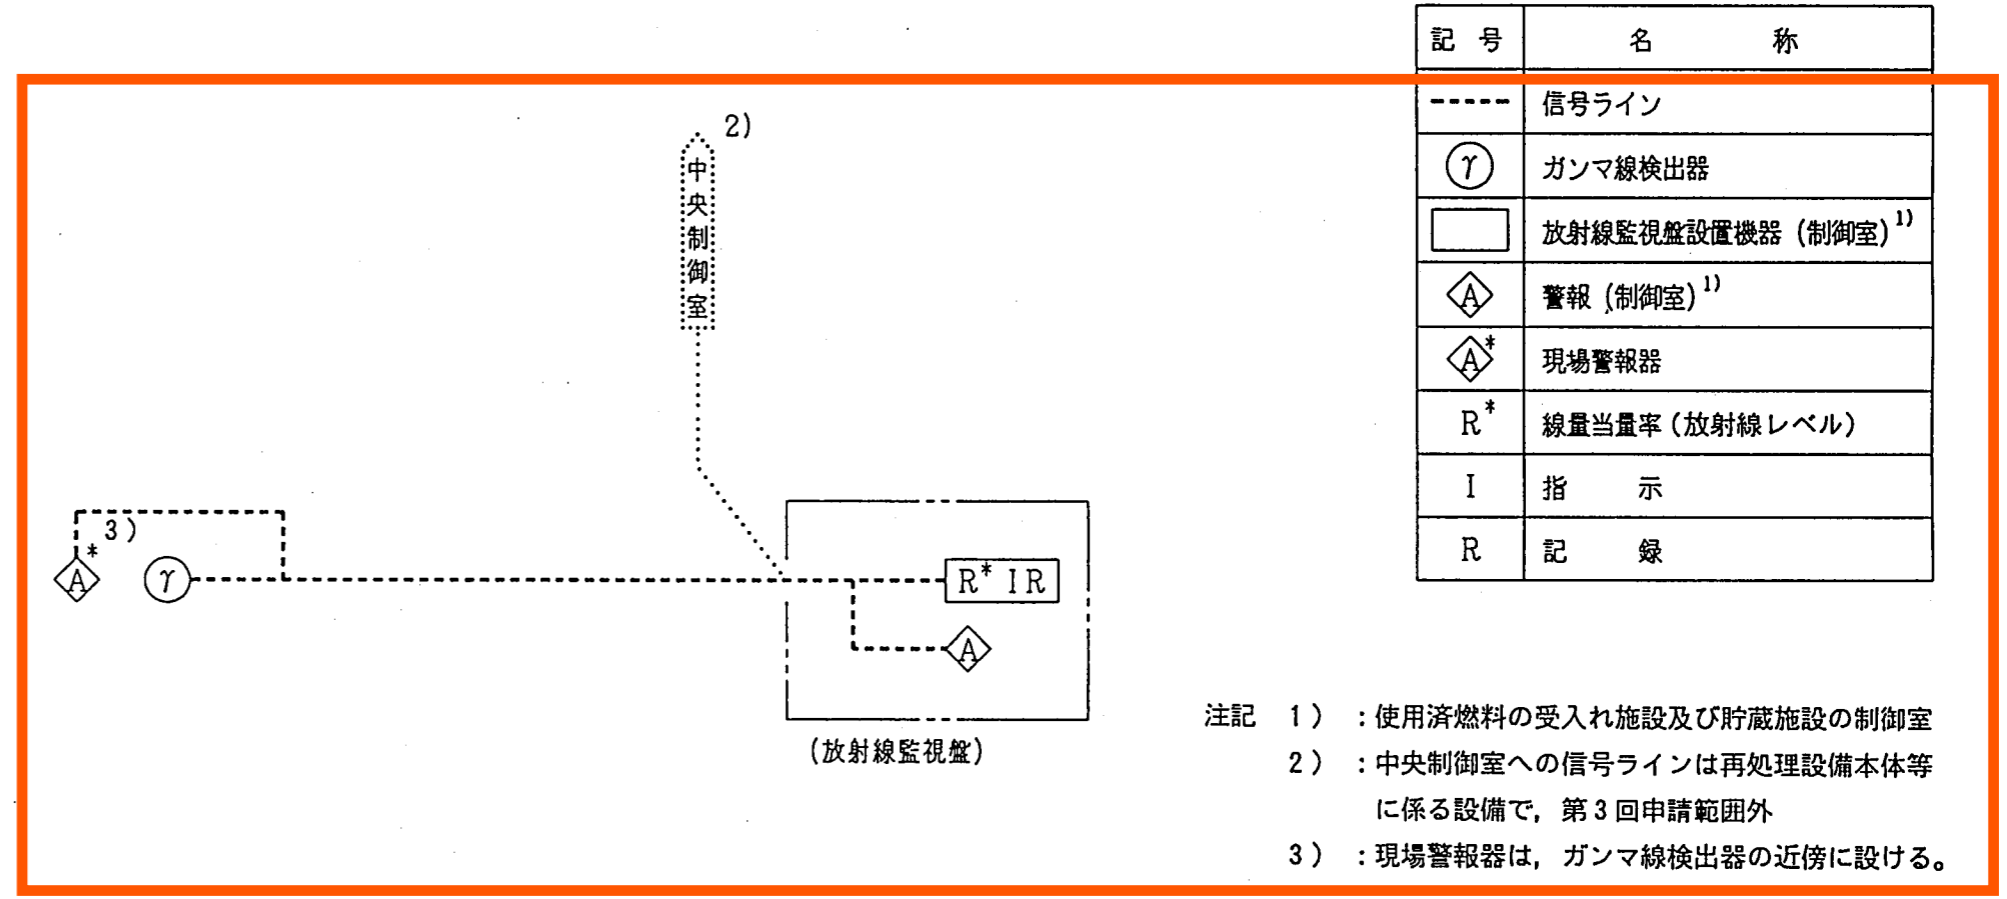 記号 名称
信号ライン
γ ガンマ線検出器
放射線監視盤設置機器（制御室）1)
A 警報（制御室）1)
A* 現場警報器
R* 線量当量率（放射線レベル）
I 指示
R 記録
2)
中央制御室
3）
A*
γ
R* I R
A
（放射線監視盤）
注記 1） ：使用済燃料の受入れ施設及び貯蔵施設の制御室
2） ：中央制御室への信号ラインは再処理設備本体等
に係る設備で，第3回申請範囲外
3） ：現場警報器は，ガンマ線検出器の近傍に設ける。